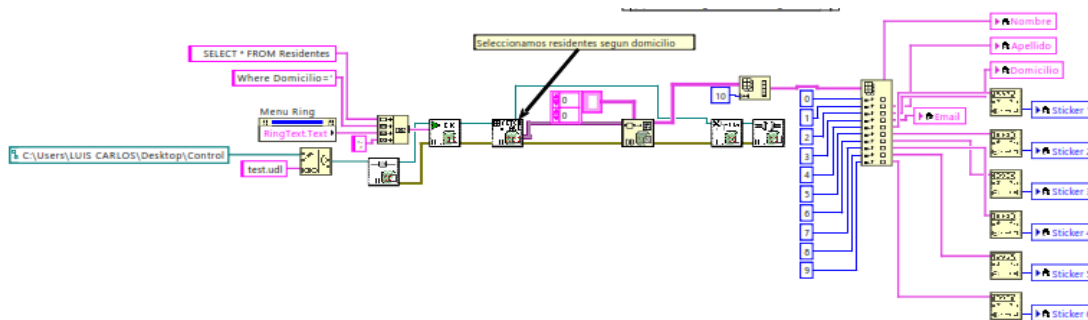 Seleccionamos residentes segun domicilio
SELECT * FROM Residentes
Where Domicilio='
Menu Ring
RingText.Text
C:\Users\LUIS CARLOS\Desktop\Control
test.udl
0
0
10
0
1
2
3
4
5
6
7
8
9
Nombre
Apellido
Domicilio
Email
Sticker
Sticker 2
Sticker
Sticker 4
Sticker
Sticker